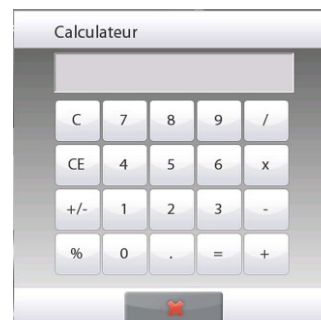 Calculateur
C 7 8 9 /
CE 4 5 6 x
+/- 1 2 3 -
% 0 . = +